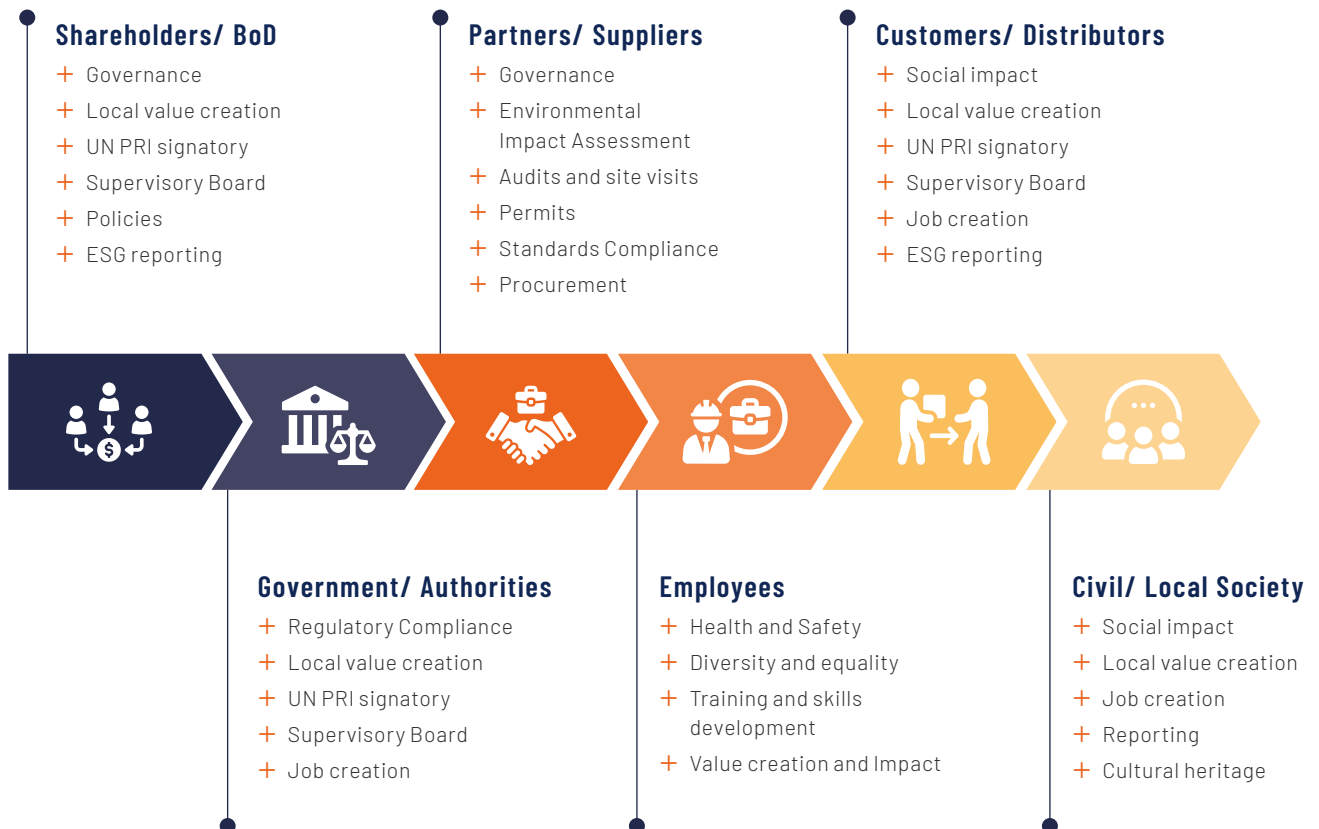 Shareholders/ BoD
Governance
Local value creation
UN PRI signatory
Supervisory Board
Policies
ESG reporting
Partners/ Suppliers
Governance
Environmental
Impact Assessment
Audits and site visits
Permits
Standards Compliance
Procurement
Customers/ Distributors
Social impact
Local value creation
UN PRI signatory
Supervisory Board
Job creation
ESG reporting
$
Government/ Authorities
Regulatory Compliance
Local value creation
UN PRI signatory
Supervisory Board
Job creation
Employees
Health and Safety
Diversity and equality
Training and skills
development
Value creation and Impact
Civil/ Local Society
Social impact
Local value creation
Job creation
Reporting
Cultural heritage